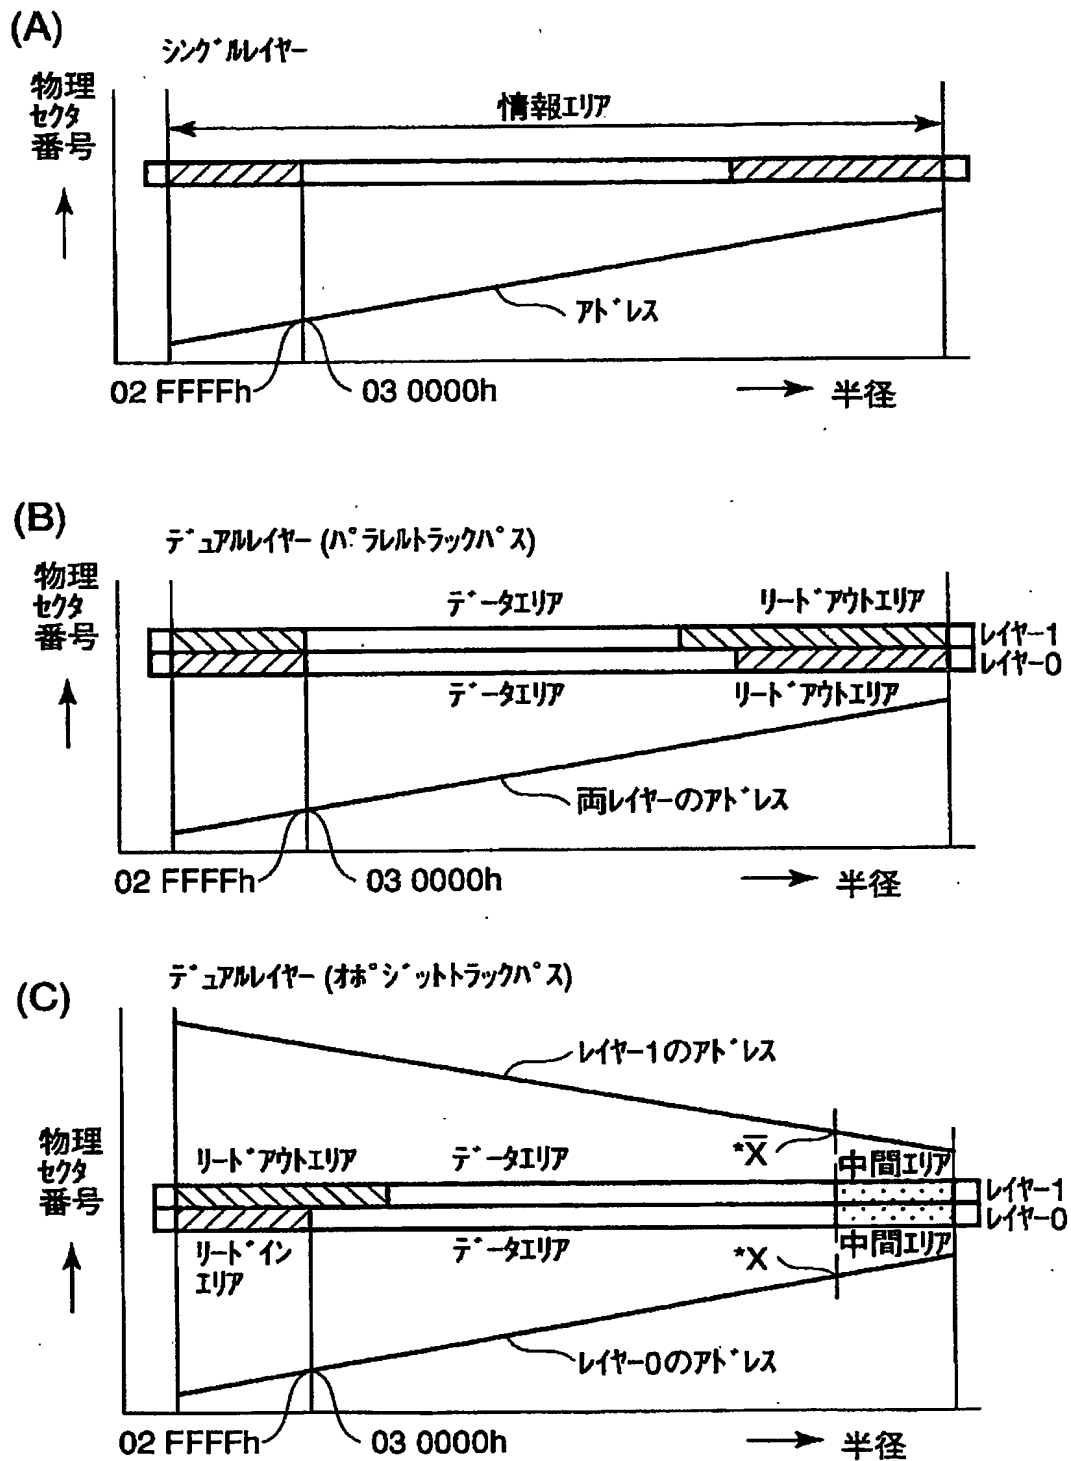 (A)
シングルレイヤー
物理
セクタ
番号
情報エリア
アドレス
02 FFFFh
03 0000h
半径
(B)
デュアルレイヤー (パラレルトラックパス)
物理
セクタ
番号
データエリア
リードアウトエリア
レイヤー1
レイヤー0
データエリア
リードアウトエリア
両レイヤーのアドレス
02 FFFFh
03 0000h
半径
(C)
デュアルレイヤー (オポジットトラックパス)
レイヤー1のアドレス
物理
セクタ
番号
*X̅
リードアウトエリア
データエリア
中間エリア
レイヤー1
レイヤー0
リードイン
エリア
データエリア
*X
中間エリア
レイヤー0のアドレス
02 FFFFh
03 0000h
半径